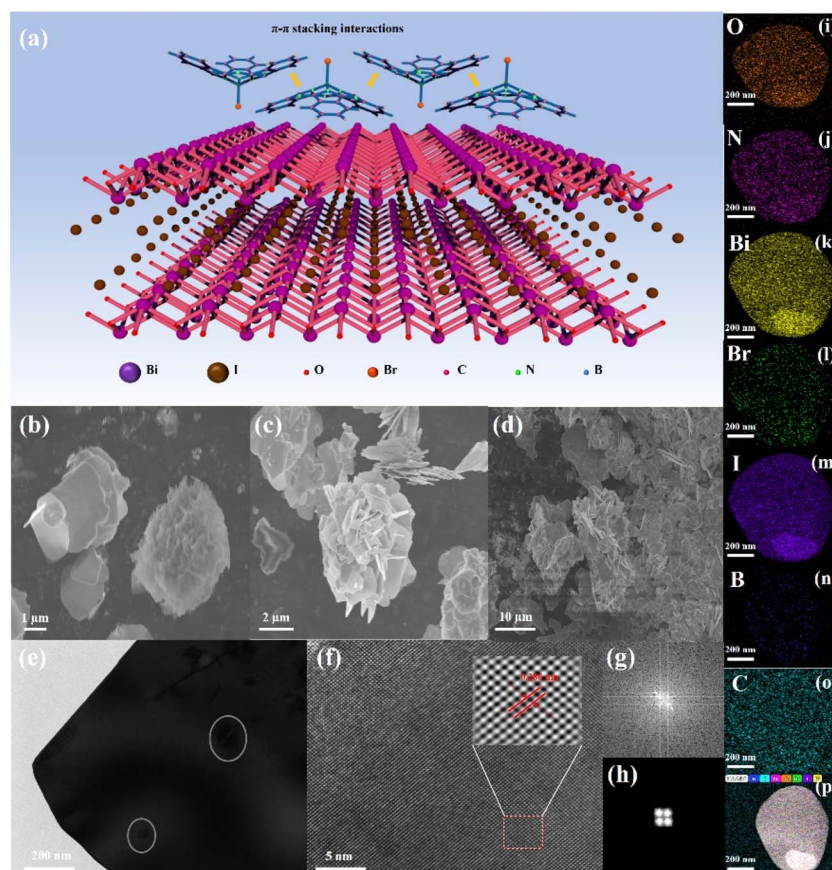 (a)
π-π stacking interactions
Bi
I
O
Br
C
N
B
(b)
1 µm
(c)
2 µm
(d)
10 µm
(e)
200 nm
(f)
5 nm
(g)
(h)
O
(i)
200 nm
N
(j)
200 nm
Bi
(k)
200 nm
Br
(l)
200 nm
I
(m)
200 nm
B
(n)
200 nm
C
(o)
200 nm
(p)
200 nm